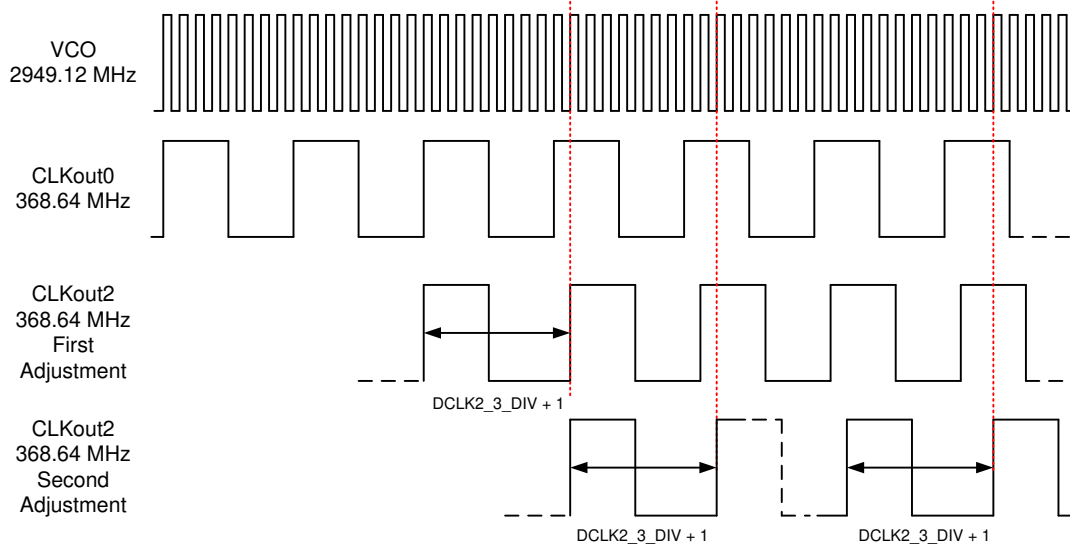 VCO
2949.12 MHz
CLKout0
368.64 MHz
CLKout2
368.64 MHz
First
Adjustment
DCLK2_3_DIV + 1
CLKout2
368.64 MHz
Second
Adjustment
DCLK2_3_DIV + 1
DCLK2_3_DIV + 1